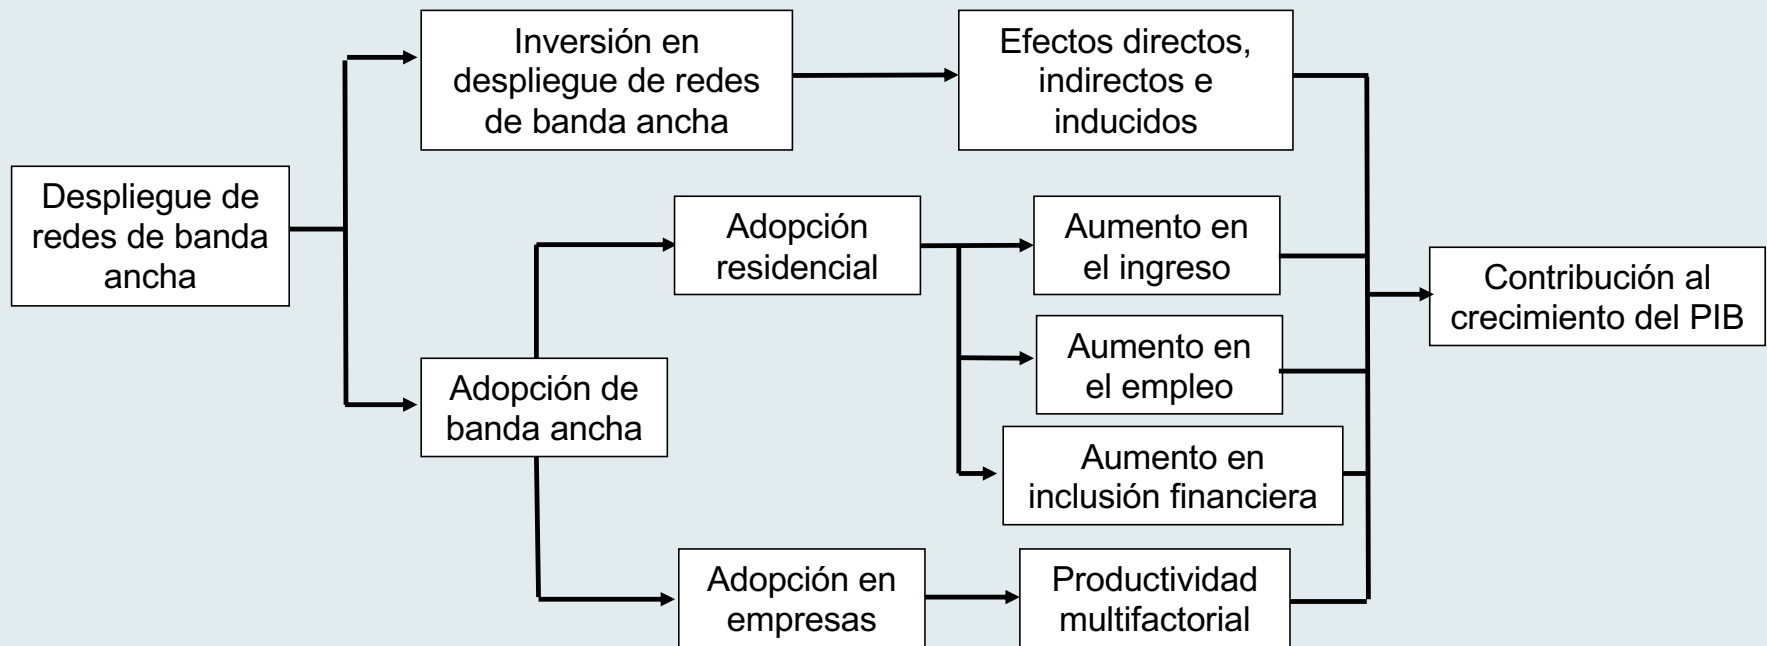 Despliegue de
redes de banda
ancha
Inversión en
despliegue de redes
de banda ancha
Efectos directos,
indirectos e
inducidos
Adopción de
banda ancha
Adopción
residencial
Aumento en
el ingreso
Aumento en
el empleo
Aumento en
inclusión financiera
Adopción en
empresas
Productividad
multifactorial
Contribución al
crecimiento del PIB